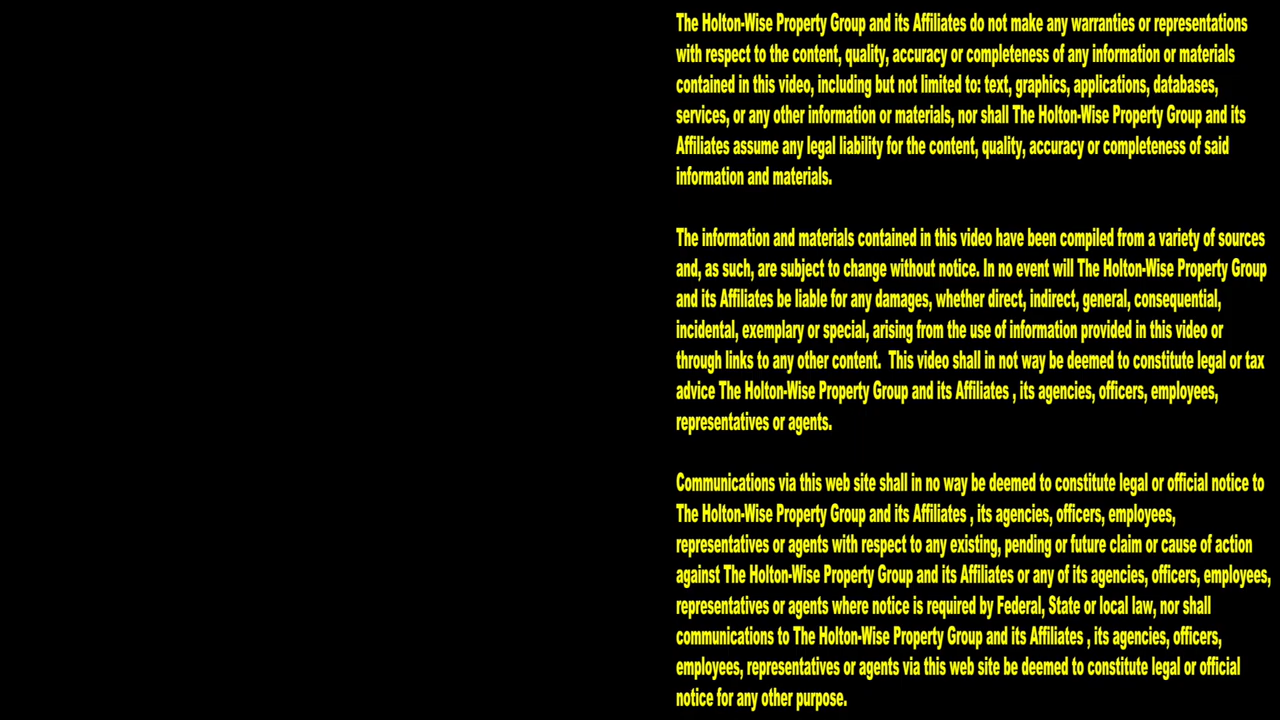 The Holton-Wise Property Group and its Affiliates do not make any warranties or representations
with respect to the content, quality, accuracy or completeness of any information or materials
contained in this video, including but not limited to: text, graphics, applications, databases,
services, or any other information or materials, nor shall The Holton-Wise Property Group and its
Affiliates assume any legal liability for the content, quality, accuracy or completeness of said
information and materials.
The information and materials contained in this video have been compiled from a variety of sources
and, as such, are subject to change without notice. In no event will The Holton-Wise Property Group
and its Affiliates be liable for any damages, whether direct, indirect, general, consequential,
incidental, exemplary or special, arising from the use of information provided in this video or
through links to any other content.  This video shall in not way be deemed to constitute legal or tax
advice The Holton-Wise Property Group and its Affiliates , its agencies, officers, employees,
representatives or agents.
Communications via this web site shall in no way be deemed to constitute legal or official notice to
The Holton-Wise Property Group and its Affiliates , its agencies, officers, employees,
representatives or agents with respect to any existing, pending or future claim or cause of action
against The Holton-Wise Property Group and its Affiliates or any of its agencies, officers, employees,
representatives or agents where notice is required by Federal, State or local law, nor shall
communications to The Holton-Wise Property Group and its Affiliates , its agencies, officers,
employees, representatives or agents via this web site be deemed to constitute legal or official
notice for any other purpose.